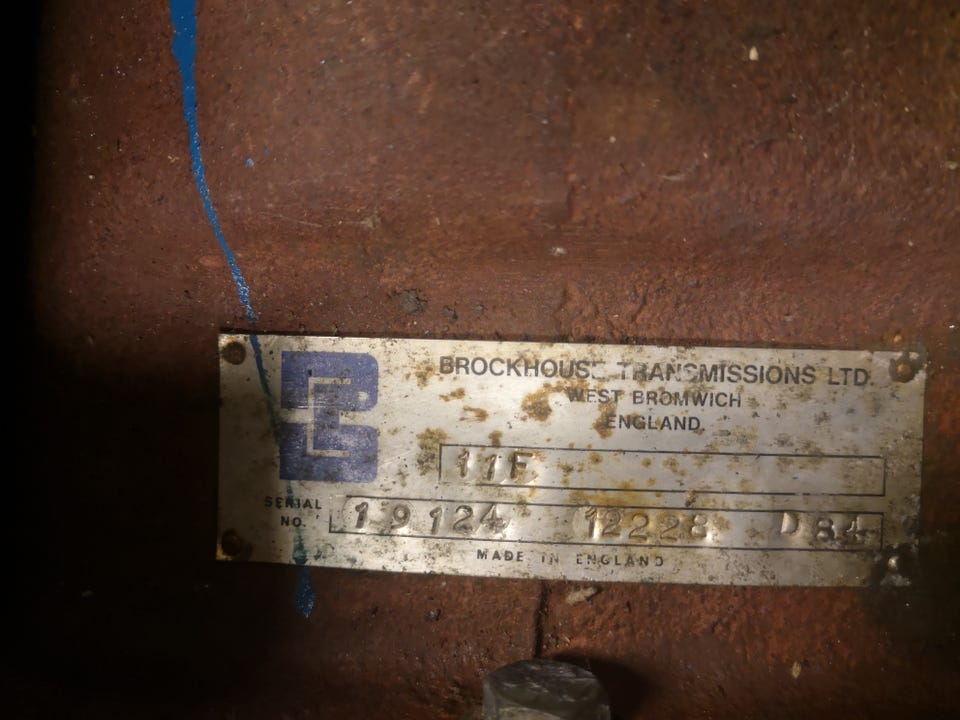 BROCKHOUSE TRANSMISSIONS LTD.
WEST BROMWICH
ENGLAND.
11F
SERIAL NO. 19124 12228 D84
MADE IN ENGLAND